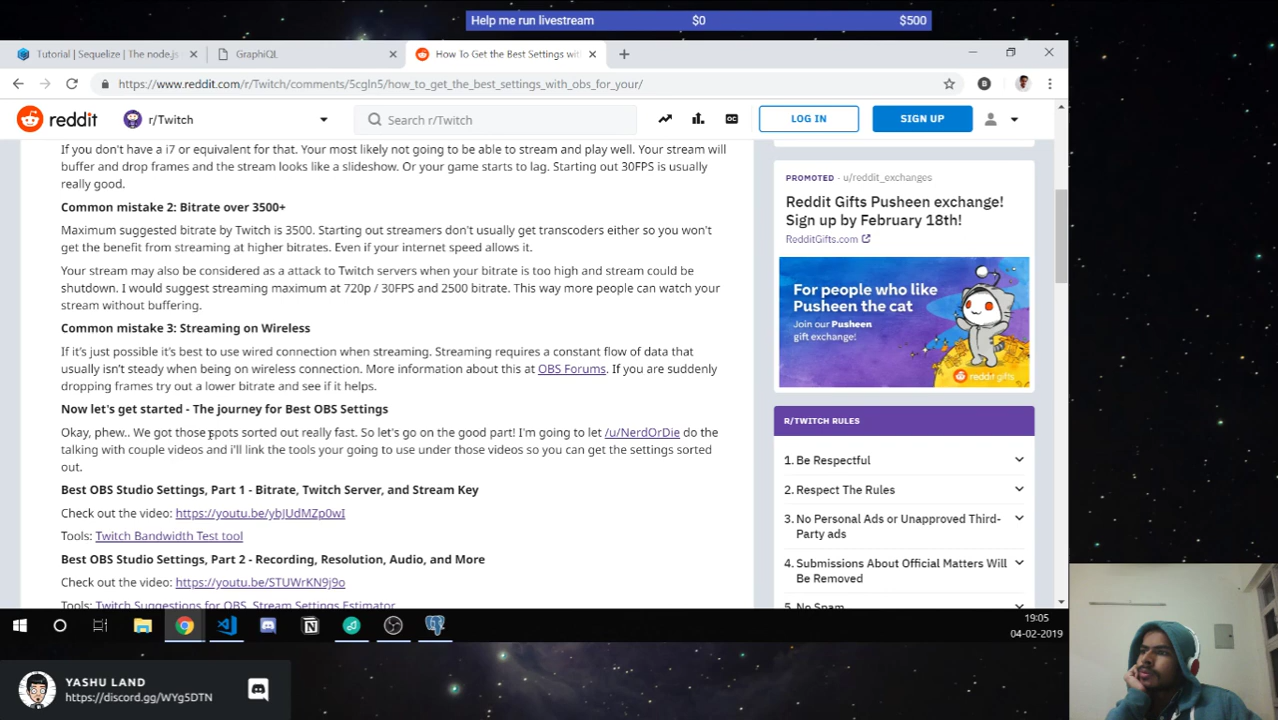 Help me run livestream $0 $500
Tutorial | Sequelize | The node.js
GraphiQL
How To Get the Best Settings with
https://www.reddit.com/r/Twitch/comments/5cgln5/how_to_get_the_best_settings_with_obs_for_your/
reddit
r/Twitch
Search r/Twitch
LOG IN
SIGN UP
If you don't have a i7 or equivalent for that. Your most likely not going to be able to stream and play well. Your stream will
buffer and drop frames and the stream looks like a slideshow. Or your game starts to lag. Starting out 30FPS is usually
really good.
Common mistake 2: Bitrate over 3500+
Maximum suggested bitrate by Twitch is 3500. Starting out streamers don't usually get transcoders either so you won't
get the benefit from streaming at higher bitrates. Even if your internet speed allows it.
Your stream may also be considered as a attack to Twitch servers when your bitrate is too high and stream could be
shutdown. I would suggest streaming maximum at 720p / 30FPS and 2500 bitrate. This way more people can watch your
stream without buffering.
Common mistake 3: Streaming on Wireless
If it's just possible it's best to use wired connection when streaming. Streaming requires a constant flow of data that
usually isn't steady when being on wireless connection. More information about this at OBS Forums. If you are suddenly
dropping frames try out a lower bitrate and see if it helps.
Now let's get started - The journey for Best OBS Settings
Okay, phew.. We got those spots sorted out really fast. So let's go on the good part! I'm going to let /u/NerdOrDie do the
talking with couple videos and i'll link the tools your going to use under those videos so you can get the settings sorted
out.
Best OBS Studio Settings, Part 1 - Bitrate, Twitch Server, and Stream Key
Check out the video: https://youtu.be/ybJUdMZp0wI
Tools: Twitch Bandwidth Test tool
Best OBS Studio Settings, Part 2 - Recording, Resolution, Audio, and More
Check out the video: https://youtu.be/STUWrKN9j9o
Tools: Twitch Suggestions for OBS, Stream Settings Estimator
PROMOTED · u/reddit_exchanges
Reddit Gifts Pusheen exchange!
Sign up by February 18th!
RedditGifts.com
For people who like
Pusheen the cat
Join our Pusheen
gift exchange!
reddit gifts
R/TWITCH RULES
1. Be Respectful
2. Respect The Rules
3. No Personal Ads or Unapproved Third-
Party ads
4. Submissions About Official Matters Will
Be Removed
5. No Spam
19:05
04-02-2019
YASHU LAND
https://discord.gg/WYg5DTN